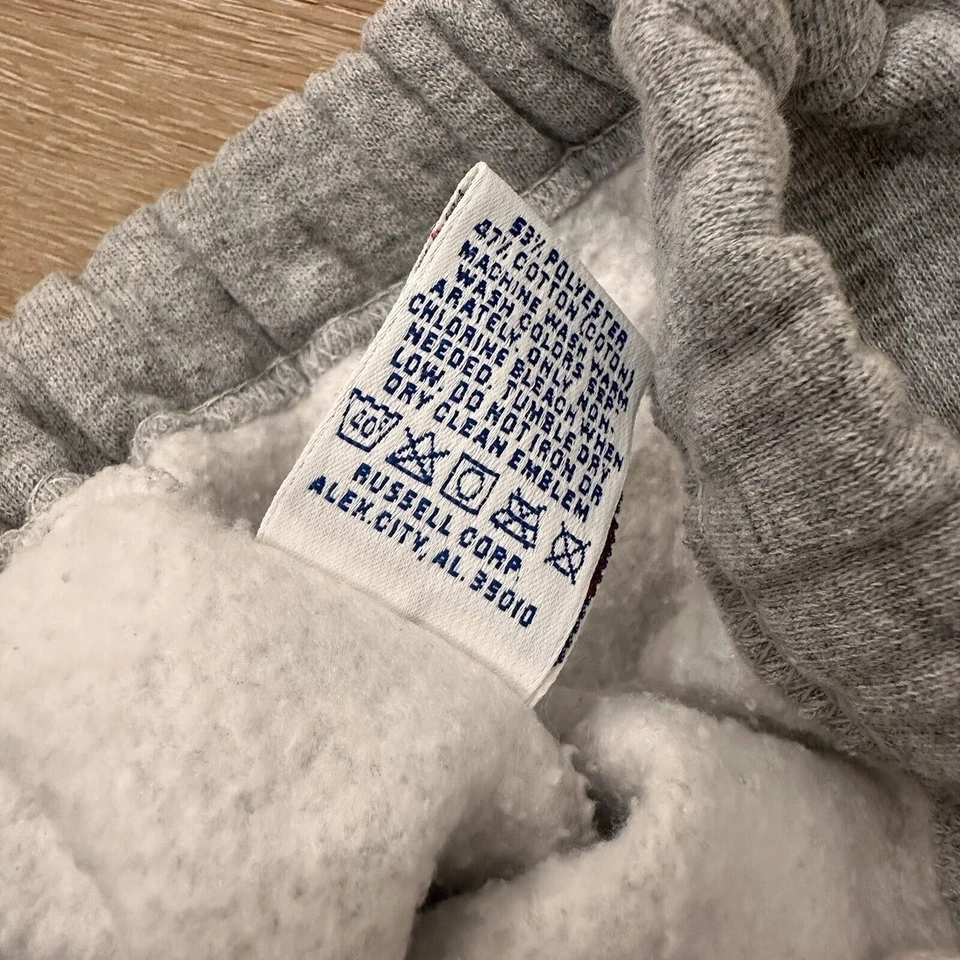 53% POLYESTER
47% COTTON (COTÓN)
MACHINE WASH WARM
WASH COLORS SEP-
ARATELY. ONLY NON-
CHLORINE BLEACH WHEN
NEEDED. TUMBLE DRY
LOW. DO NOT IRON OR
DRY CLEAN EMBLEM
40°
RUSSELL CORP.
ALEX CITY, AL. 35010